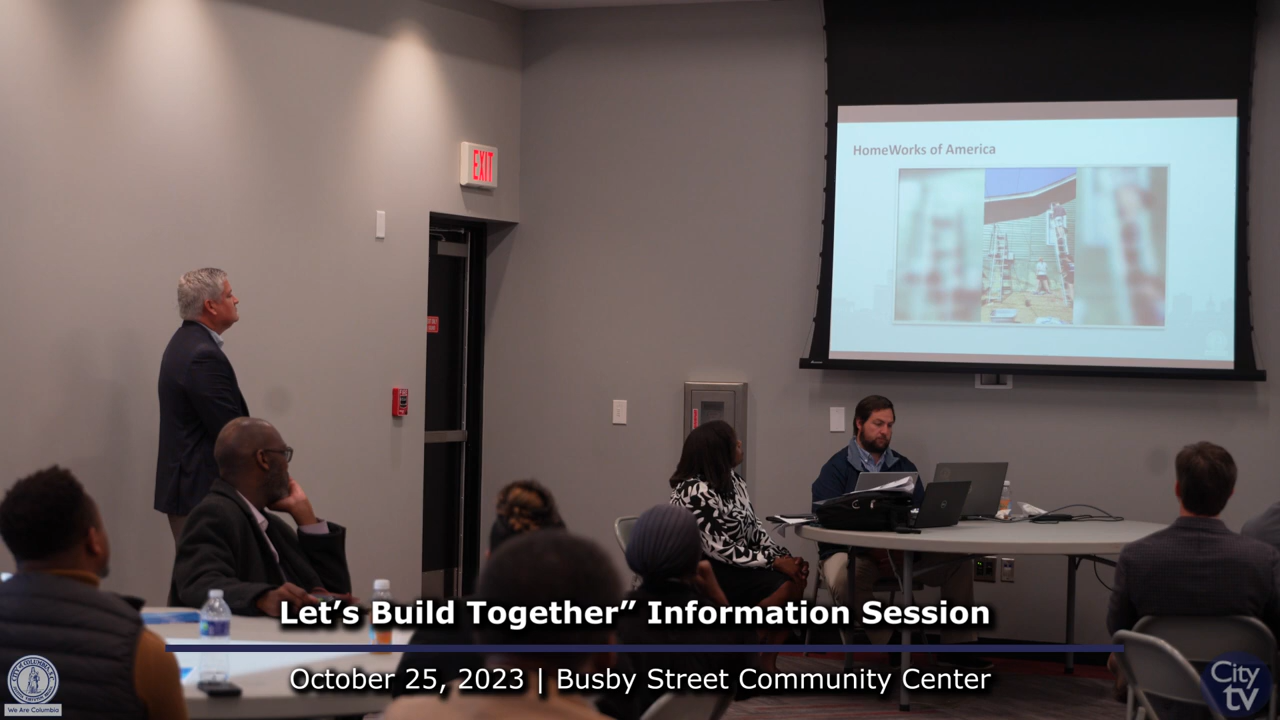 EXIT
HomeWorks of America
Let’s Build Together” Information Session
October 25, 2023 | Busby Street Community Center
We Are Columbia
City
tv